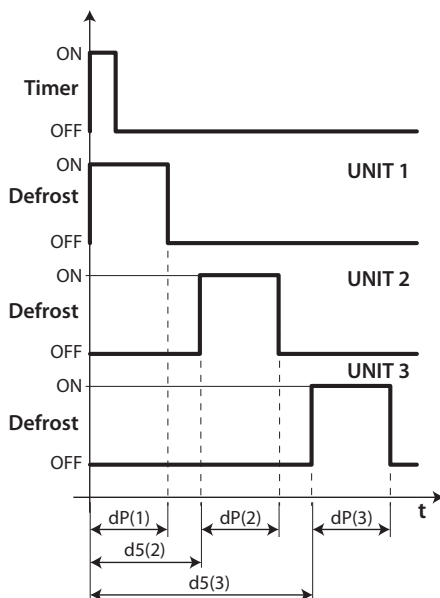 ON
Timer
OFF
ON
UNIT 1
Defrost
OFF
UNIT 2
ON
Defrost
OFF
UNIT 3
ON
Defrost
OFF
t
dP(1)
dP(2)
dP(3)
d5(2)
d5(3)